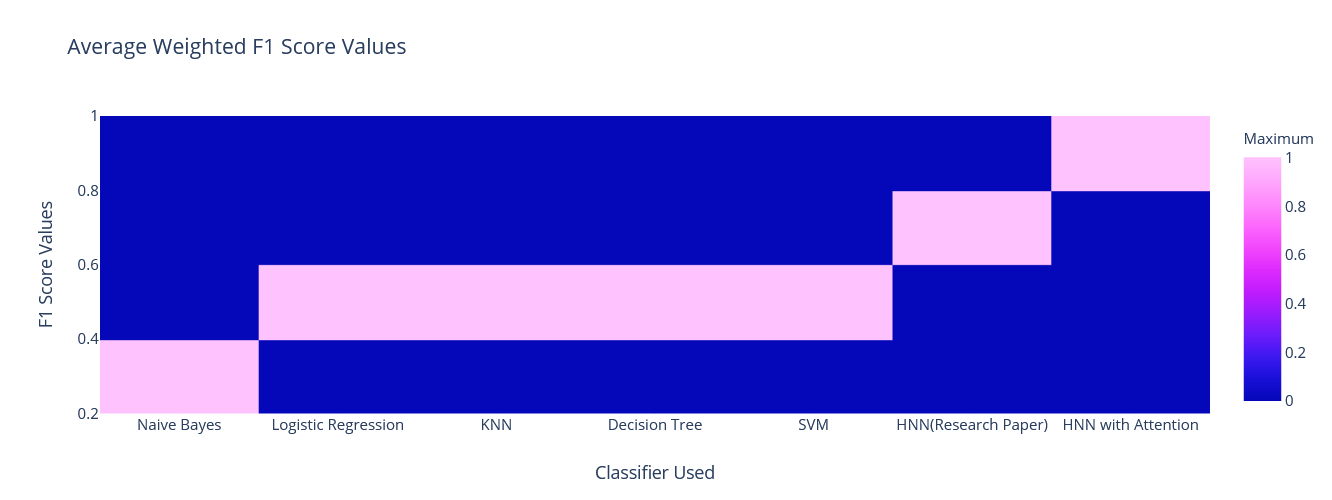 Average Weighted F1 Score Values
F1 Score Values
1
0.8
0.6
0.4
0.2
Naive Bayes
Logistic Regression
KNN
Decision Tree
SVM
HNN(Research Paper)
HNN with Attention
Classifier Used
Maximum
1
0.8
0.6
0.4
0.2
0